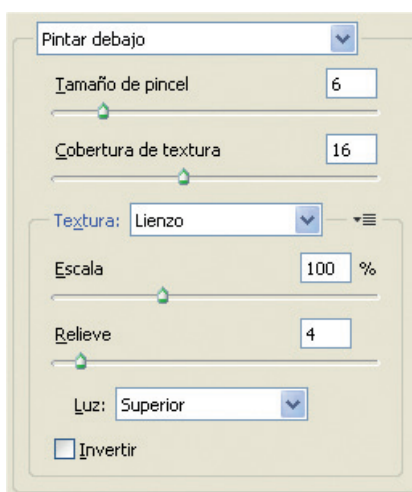 Pintar debajo
Tamaño de pincel 6
Cobertura de textura 16
Textura: Lienzo
Escala 100 %
Relieve 4
Luz: Superior
Invertir